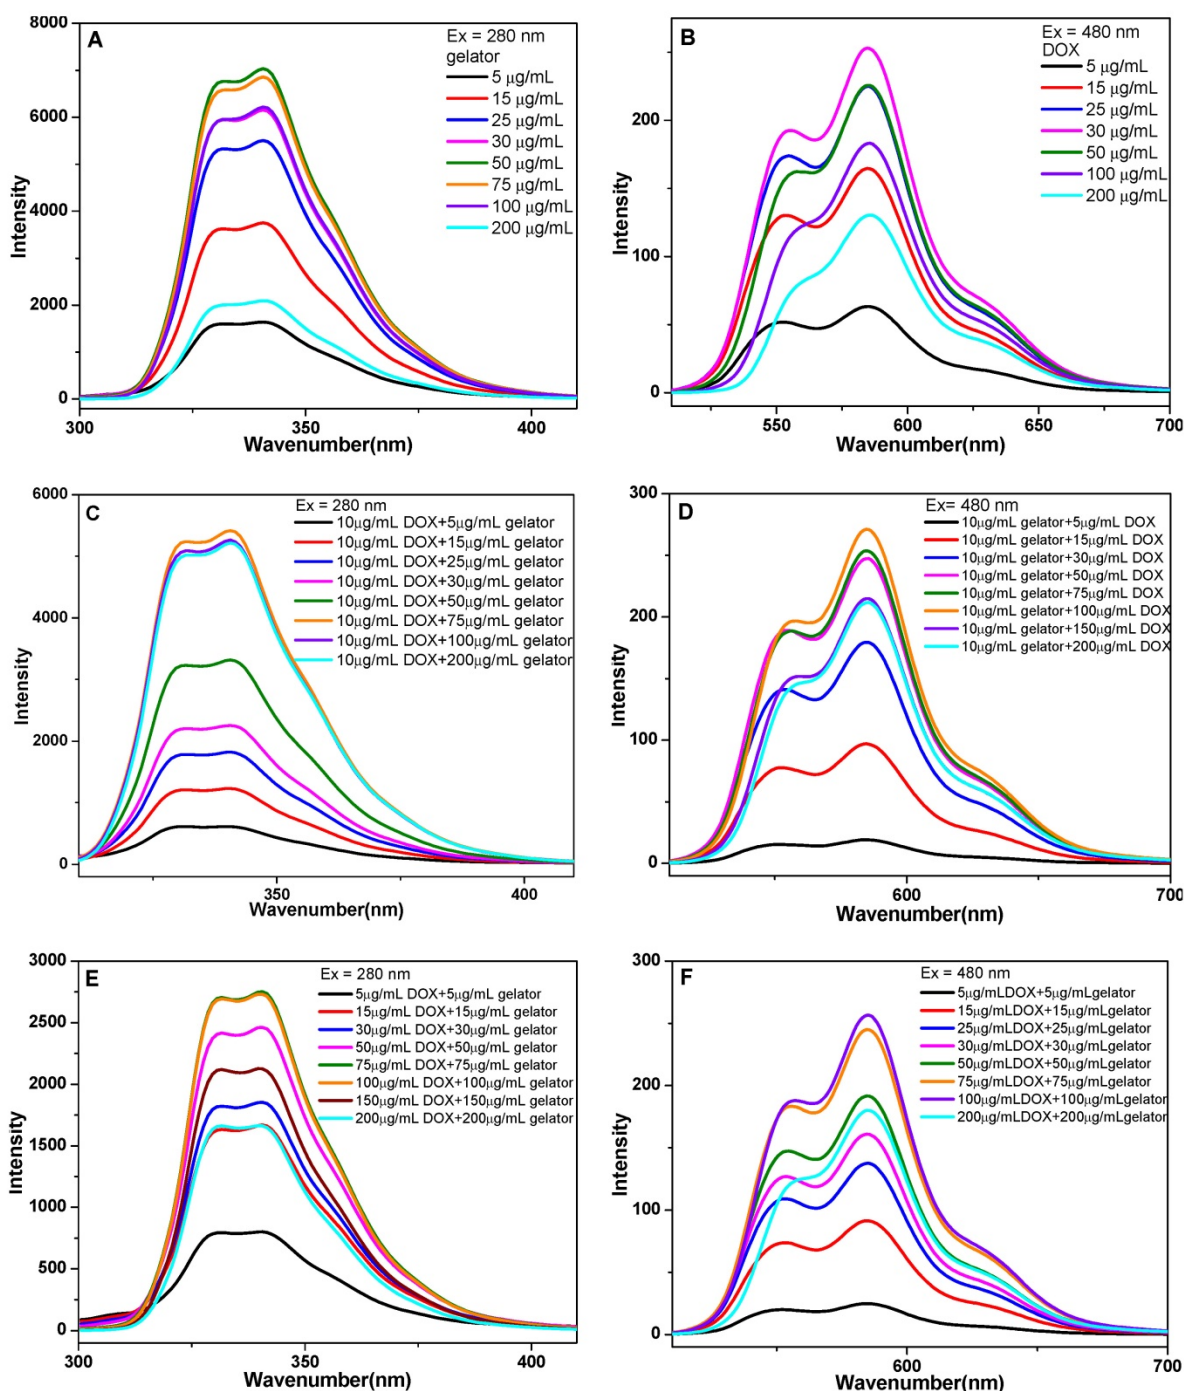 A
Ex = 280 nm
gelator
5 μg/mL
15 μg/mL
25 μg/mL
30 μg/mL
50 μg/mL
75 μg/mL
100 μg/mL
200 μg/mL
8000
6000
4000
2000
0
Intensity
300
350
400
Wavenumber(nm)
B
Ex = 480 nm
DOX
5 μg/mL
15 μg/mL
25 μg/mL
30 μg/mL
50 μg/mL
100 μg/mL
200 μg/mL
200
100
0
Intensity
550
600
650
700
Wavenumber(nm)
C
Ex = 280 nm
10μg/mL DOX+5μg/mL gelator
10μg/mL DOX+15μg/mL gelator
10μg/mL DOX+25μg/mL gelator
10μg/mL DOX+30μg/mL gelator
10μg/mL DOX+50μg/mL gelator
10μg/mL DOX+75μg/mL gelator
10μg/mL DOX+100μg/mL gelator
10μg/mL DOX+200μg/mL gelator
6000
4000
2000
0
Intensity
350
400
Wavenumber(nm)
D
Ex= 480 nm
10μg/mL gelator+5μg/mL DOX
10μg/mL gelator+15μg/mL DOX
10μg/mL gelator+30μg/mL DOX
10μg/mL gelator+50μg/mL DOX
10μg/mL gelator+75μg/mL DOX
10μg/mL gelator+100μg/mL DOX
10μg/mL gelator+150μg/mL DOX
10μg/mL gelator+200μg/mL DOX
300
200
100
0
Intensity
600
700
Wavenumber(nm)
E
Ex = 280 nm
5μg/mL DOX+5μg/mL gelator
15μg/mL DOX+15μg/mL gelator
30μg/mL DOX+30μg/mL gelator
50μg/mL DOX+50μg/mL gelator
75μg/mL DOX+75μg/mL gelator
100μg/mL DOX+100μg/mL gelator
150μg/mL DOX+150μg/mL gelator
200μg/mL DOX+200μg/mL gelator
3000
2500
2000
1500
1000
500
0
Intensity
300
350
400
Wavenumber(nm)
F
Ex = 480 nm
5μg/mLDOX+5μg/mLgelator
15μg/mLDOX+15μg/mLgelator
25μg/mLDOX+25μg/mLgelator
30μg/mLDOX+30μg/mLgelator
50μg/mLDOX+50μg/mLgelator
75μg/mLDOX+75μg/mLgelator
100μg/mLDOX+100μg/mLgelator
200μg/mLDOX+200μg/mLgelator
300
200
100
0
Intensity
600
700
Wavenumber(nm)